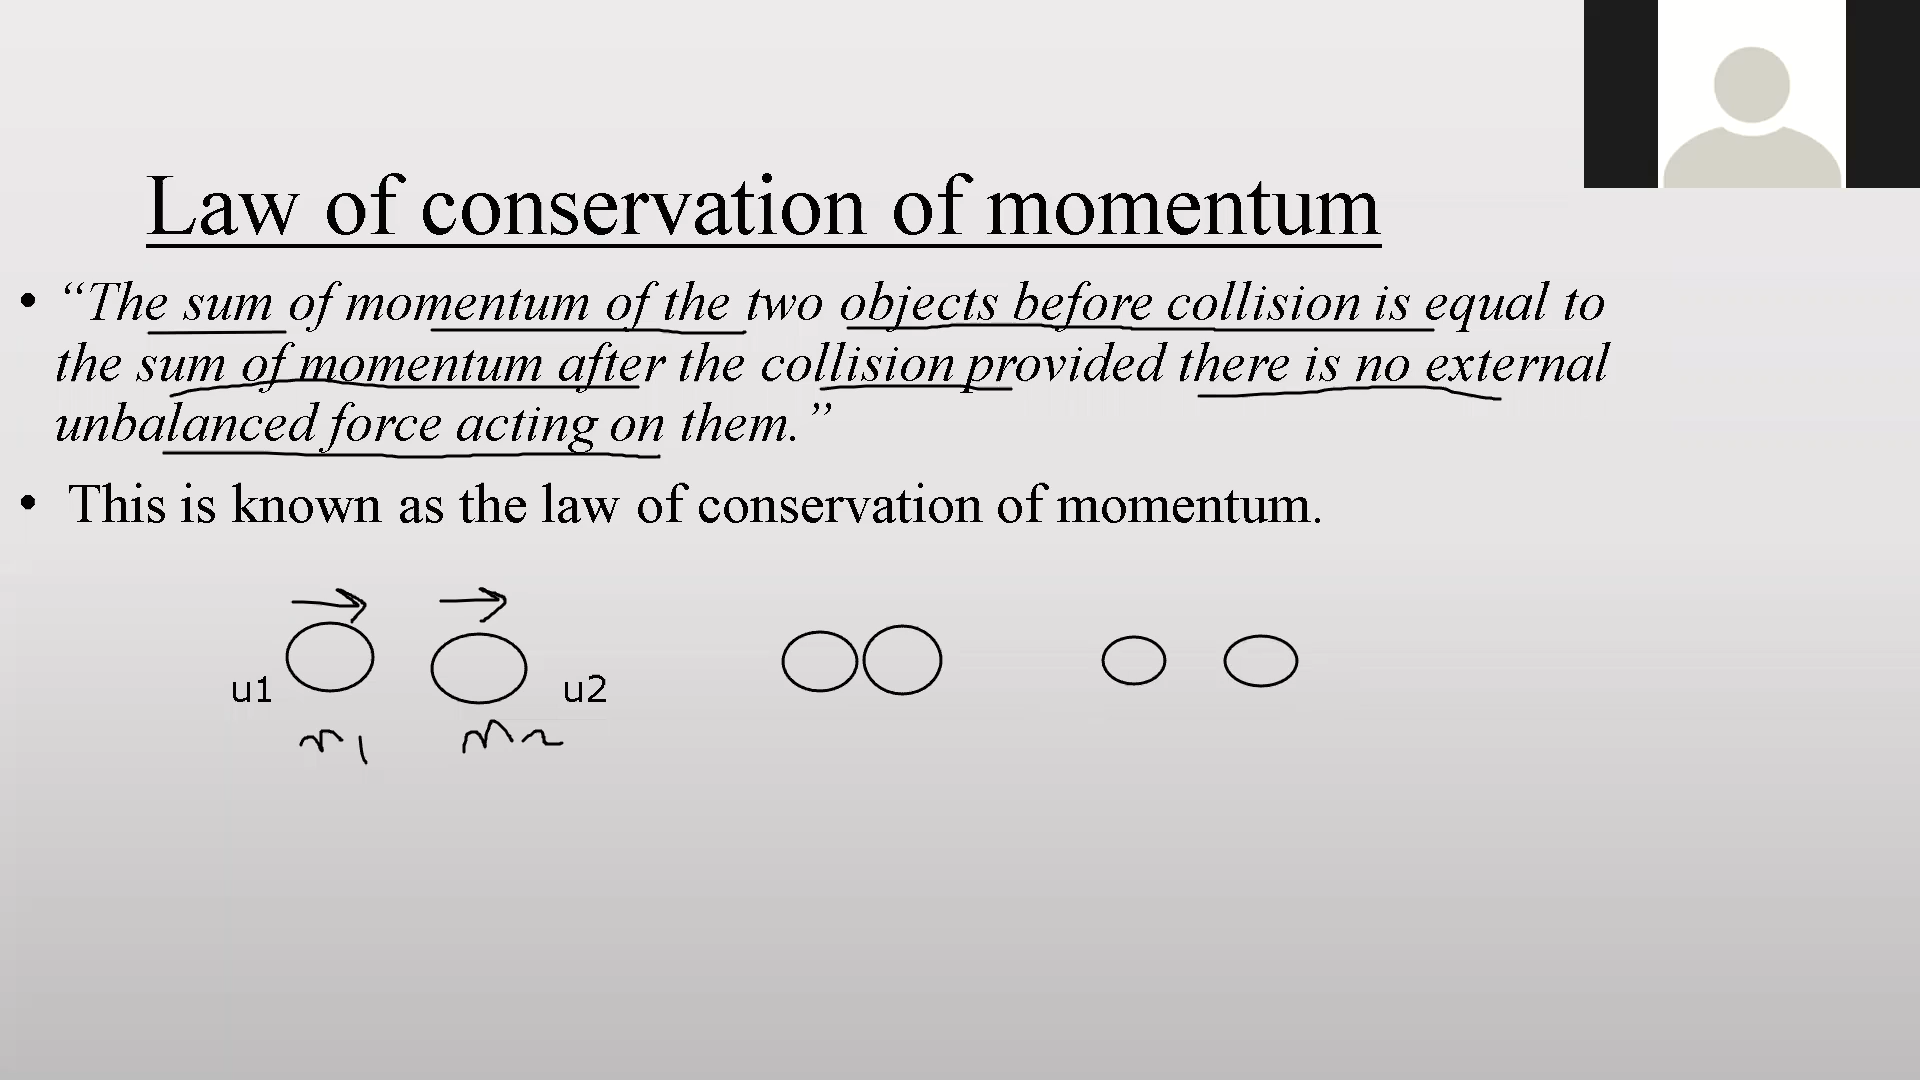 Law of conservation of momentum
• “The sum of momentum of the two objects before collision is equal to
the sum of momentum after the collision provided there is no external
unbalanced force acting on them.”
• This is known as the law of conservation of momentum.
u1 u2
m1 m2